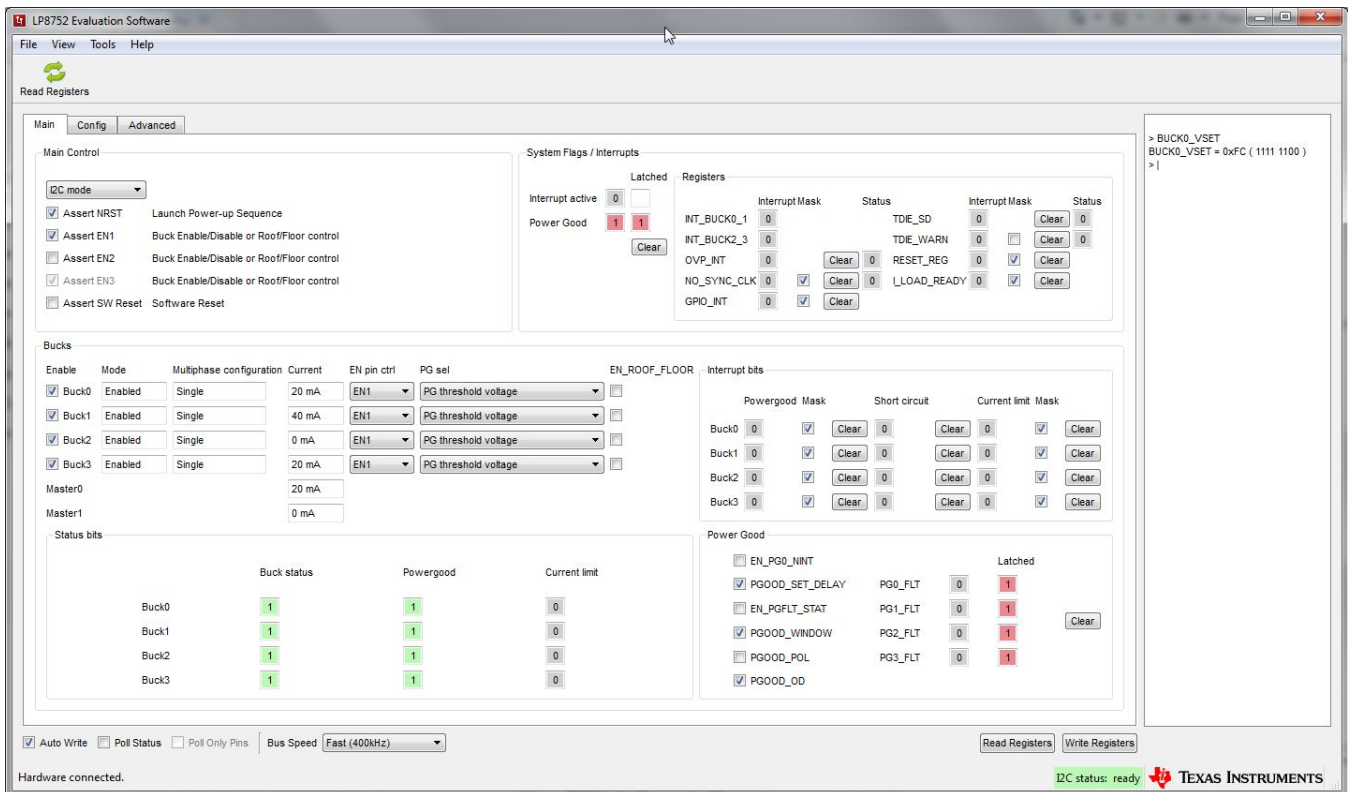 LP8752 Evaluation Software
File View Tools Help
Read Registers
Main Config Advanced
Main Control
I2C mode
Assert NRST Launch Power-up Sequence
Assert EN1 Buck Enable/Disable or Roof/Floor control
Assert EN2 Buck Enable/Disable or Roof/Floor control
Assert EN3 Buck Enable/Disable or Roof/Floor control
Assert SW Reset Software Reset
System Flags / Interrupts
Latched
Interrupt active 0
Power Good 1 1
Clear
Registers
Interrupt Mask Status Interrupt Mask Status
INT_BUCK0_1 0 TDIE_SD 0 Clear 0
INT_BUCK2_3 0 TDIE_WARN 0 Clear 0
OVP_INT 0 Clear 0 RESET_REG 0 Clear
NO_SYNC_CLK 0 Clear 0 I_LOAD_READY 0 Clear
GPIO_INT 0 Clear
Bucks
Enable Mode Multiphase configuration Current EN pin ctrl PG sel EN_ROOF_FLOOR
Buck0 Enabled Single 20 mA EN1 PG threshold voltage
Buck1 Enabled Single 40 mA EN1 PG threshold voltage
Buck2 Enabled Single 0 mA EN1 PG threshold voltage
Buck3 Enabled Single 20 mA EN1 PG threshold voltage
Master0 20 mA
Master1 0 mA
Interrupt bits
Powergood Mask Short circuit Current limit Mask
Buck0 0 Clear 0 Clear 0 Clear
Buck1 0 Clear 0 Clear 0 Clear
Buck2 0 Clear 0 Clear 0 Clear
Buck3 0 Clear 0 Clear 0 Clear
Status bits
Buck status Powergood Current limit
Buck0 1 1 0
Buck1 1 1 0
Buck2 1 1 0
Buck3 1 1 0
Power Good
EN_PG0_NINT Latched
PGOOD_SET_DELAY PG0_FLT 0 1
EN_PGFLT_STAT PG1_FLT 0 1
Clear
PGOOD_WINDOW PG2_FLT 0 1
PGOOD_POL PG3_FLT 0 1
PGOOD_OD
> BUCK0_VSET
BUCK0_VSET = 0xFC ( 1111 1100 )
>
Auto Write Poll Status Poll Only Pins Bus Speed Fast (400kHz) Read Registers Write Registers
Hardware connected. I2C status: ready TEXAS INSTRUMENTS